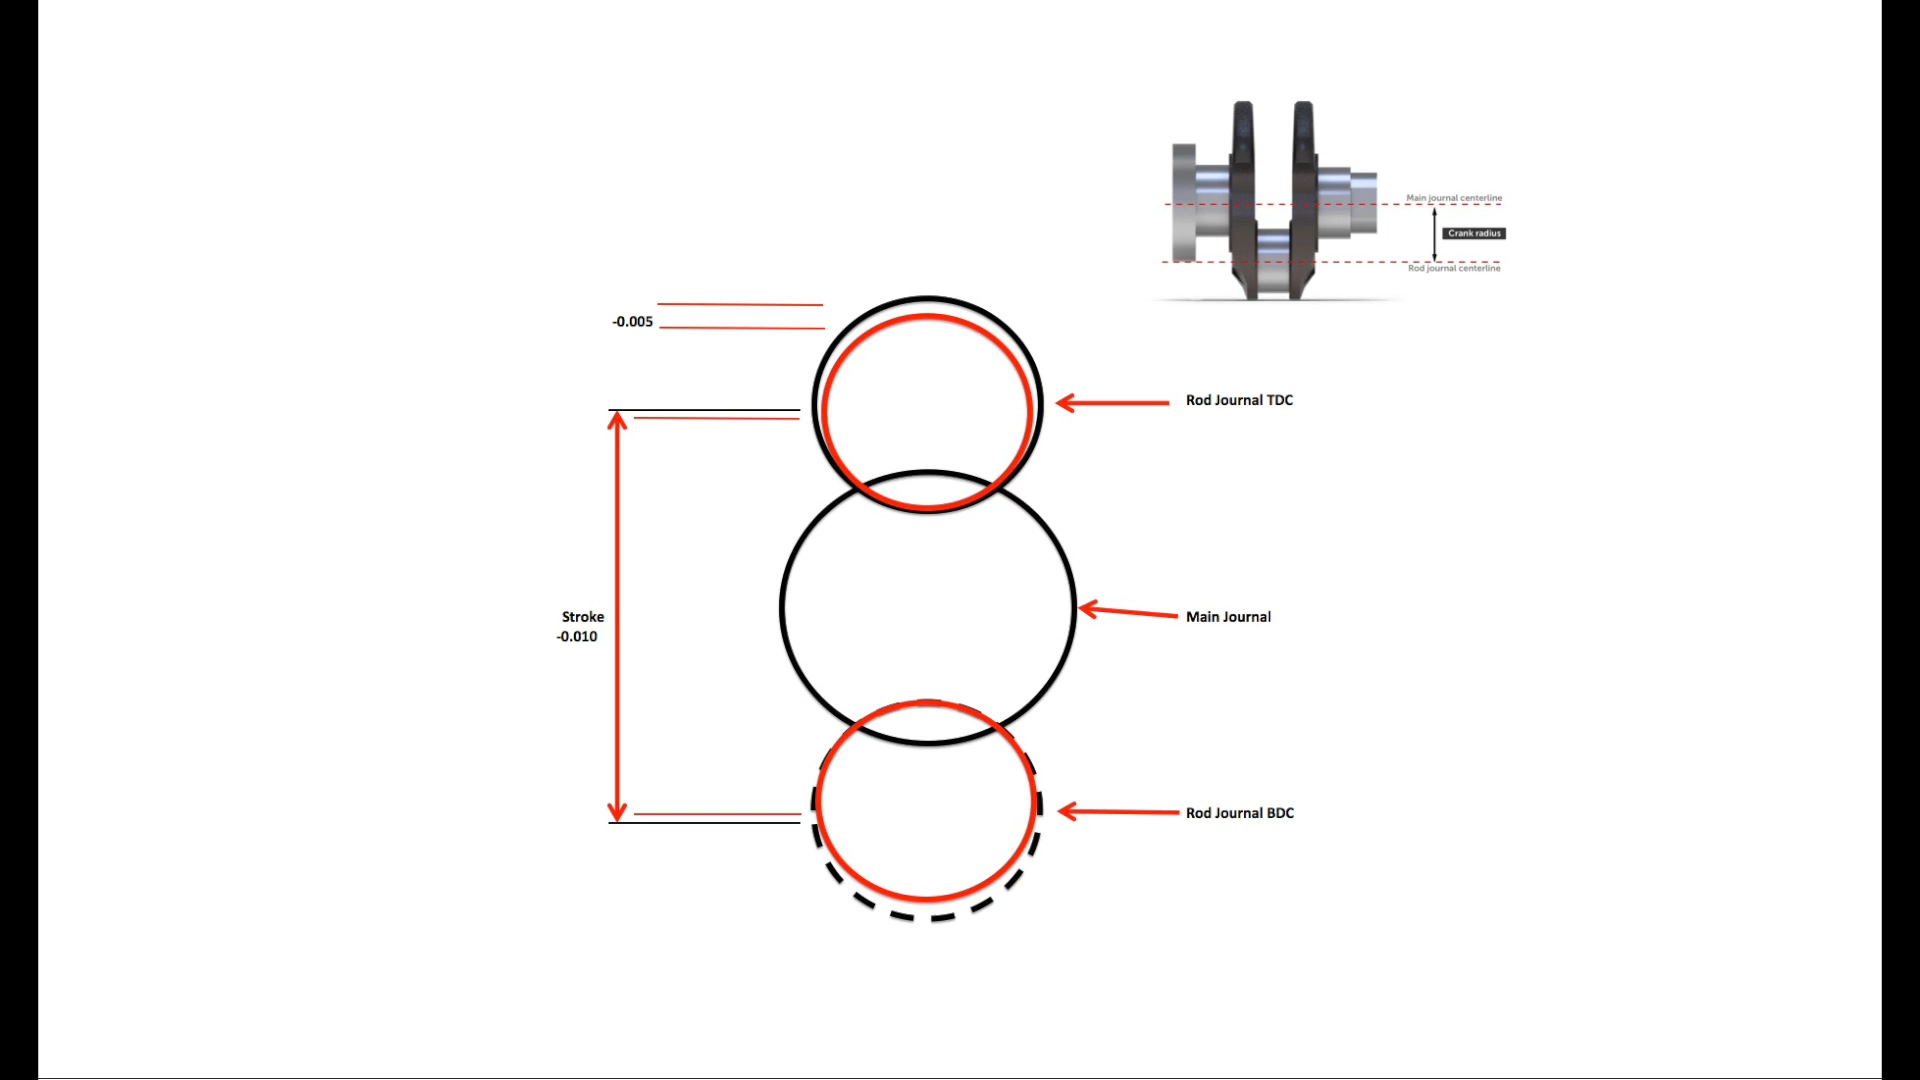 Main journal centerline
Crank radius
Rod journal centerline
-0.005
Rod Journal TDC
Stroke
-0.010
Main Journal
Rod Journal BDC